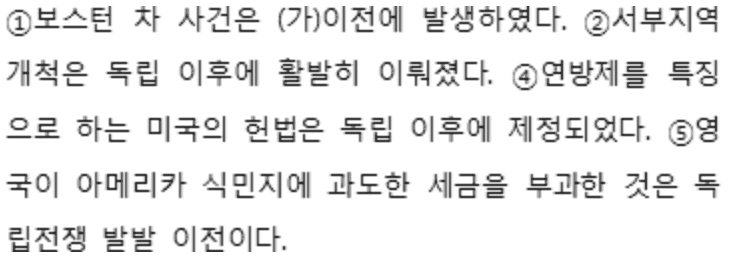 ①보스턴 차 사건은 (가)이전에 발생하였다. ②서부지역
개척은 독립 이후에 활발히 이뤄졌다. ④연방제를 특징
으로 하는 미국의 헌법은 독립 이후에 제정되었다. ⑤영
국이 아메리카 식민지에 과도한 세금을 부과한 것은 독
립전쟁 발발 이전이다.